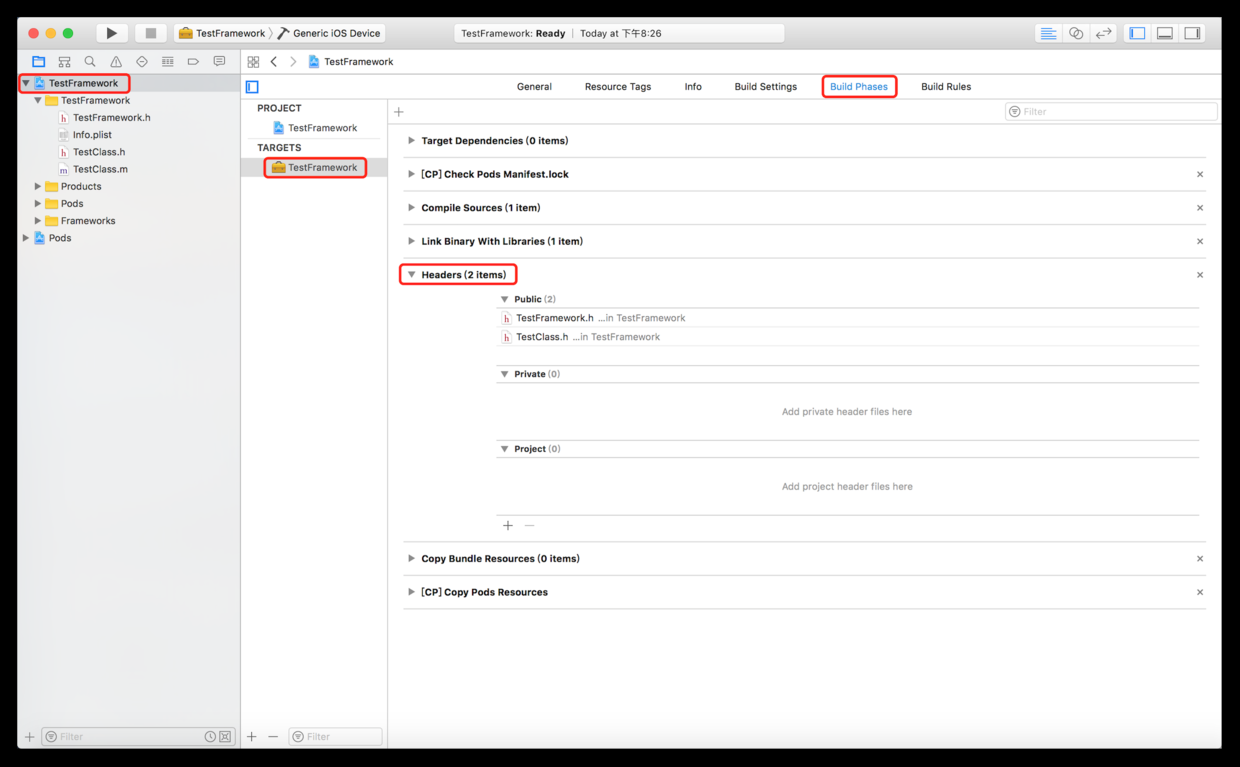 TestFramework 〉 Generic iOS Device
TestFramework: Ready | Today at 下午8:26
TestFramework
TestFramework
TestFramework
TestFramework.h
Info.plist
TestClass.h
TestClass.m
Products
Pods
Frameworks
Pods
Filter
General Resource Tags Info Build Settings Build Phases Build Rules
PROJECT
TestFramework
TARGETS
TestFramework
Filter
Filter
Target Dependencies (0 items)
[CP] Check Pods Manifest.lock
Compile Sources (1 item)
Link Binary With Libraries (1 item)
Headers (2 items)
Public (2)
TestFramework.h ...in TestFramework
TestClass.h ...in TestFramework
Private (0)
Add private header files here
Project (0)
Add project header files here
Copy Bundle Resources (0 items)
[CP] Copy Pods Resources